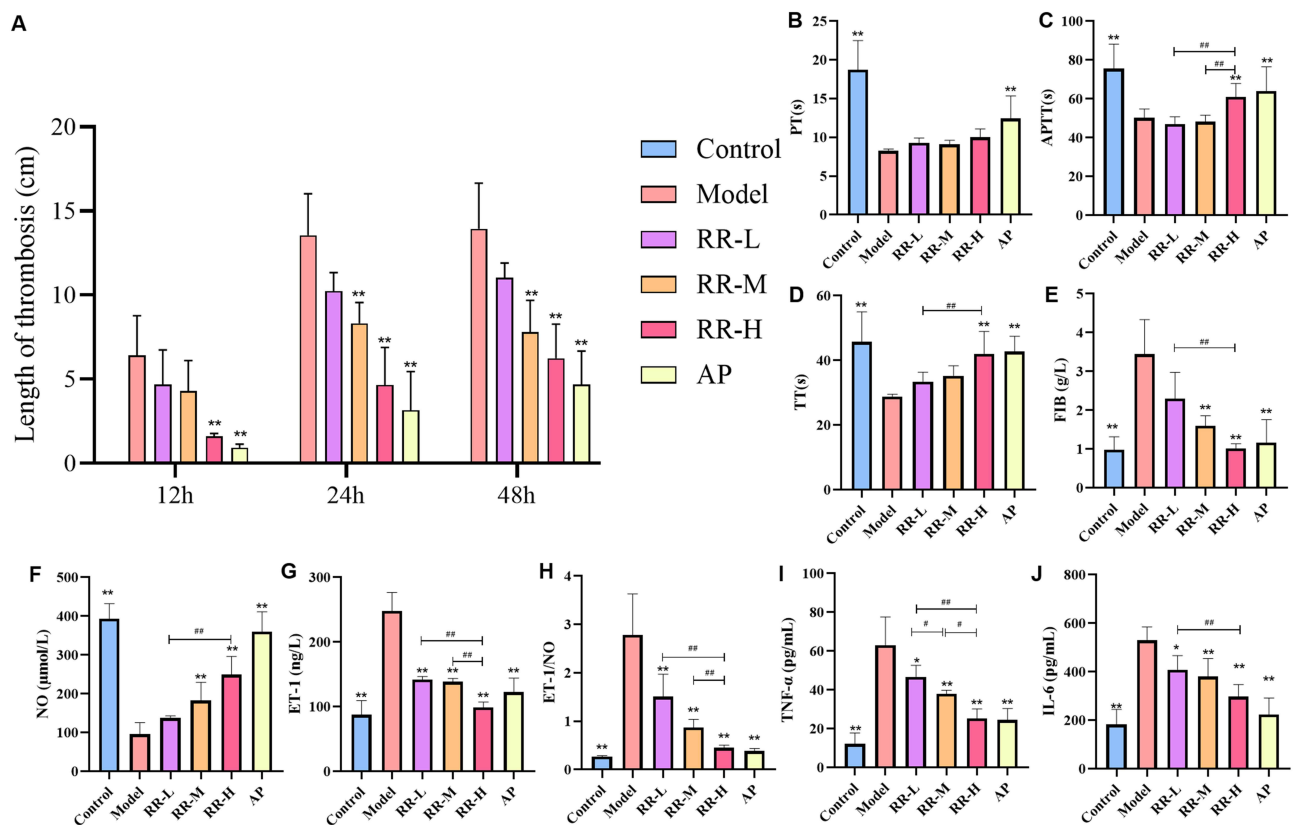 A
Length of thrombosis (cm)
20
15
10
5
0
** **
** ** **
** ** **
12h 24h 48h
Control
Model
RR-L
RR-M
RR-H
AP
B
PT(s)
25
20
15
10
5
0
** **
Control Model RR-L RR-M RR-H AP
C
APTT(s)
100
80
60
40
20
0
** ## ## ** **
Control Model RR-L RR-M RR-H AP
D
TT(s)
60
40
20
0
** ## ** **
Control Model RR-L RR-M RR-H AP
E
FIB (g/L)
5
4
3
2
1
0
** ## ** ** **
Control Model RR-L RR-M RR-H AP
F
NO (μmol/L)
500
400
300
200
100
0
** ## ** ** **
Control Model RR-L RR-M RR-H AP
G
ET-1 (ng/L)
300
200
100
0
** ## ## ** ** ** **
Control Model RR-L RR-M RR-H AP
H
ET-1/NO
4
3
2
1
0
** ## ## ** ** ** **
Control Model RR-L RR-M RR-H AP
I
TNF-α (pg/mL)
100
80
60
40
20
0
** ## # # * ** ** **
Control Model RR-L RR-M RR-H AP
J
IL-6 (pg/mL)
800
600
400
200
0
** ## * ** ** **
Control Model RR-L RR-M RR-H AP